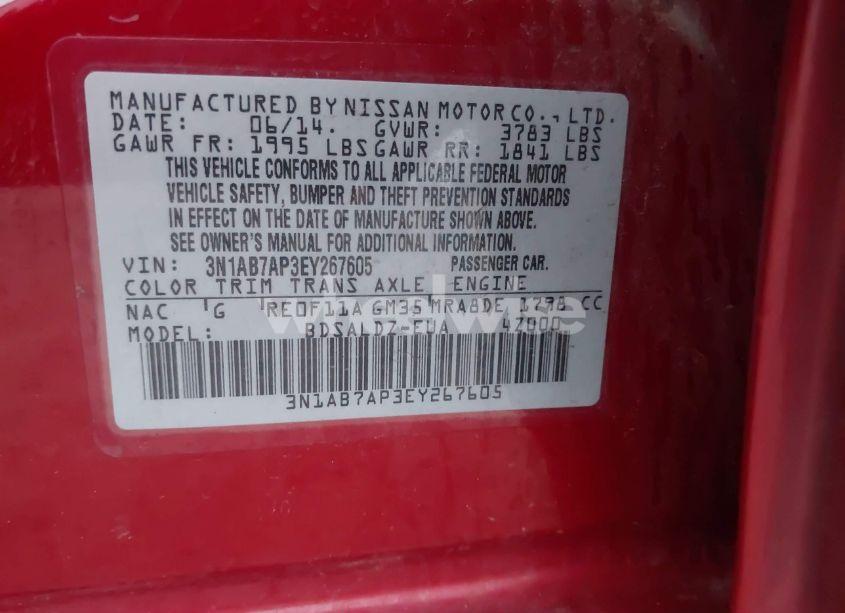 MANUFACTURED BY NISSAN MOTOR CO., LTD.
DATE: 06/14. GVWR: 3783 LBS
GAWR FR: 1995 LBS GAWR RR: 1841 LBS
THIS VEHICLE CONFORMS TO ALL APPLICABLE FEDERAL MOTOR
VEHICLE SAFETY, BUMPER AND THEFT PREVENTION STANDARDS
IN EFFECT ON THE DATE OF MANUFACTURE SHOWN ABOVE.
SEE OWNER'S MANUAL FOR ADDITIONAL INFORMATION.
VIN: 3N1AB7AP3EY267605 PASSENGER CAR.
COLOR TRIM TRANS AXLE ENGINE
NAC G RE0F11A GM35 MRA8DE 1798 CC
MODEL: BDSALDZ-EUA
3N1AB7AP3EY267605